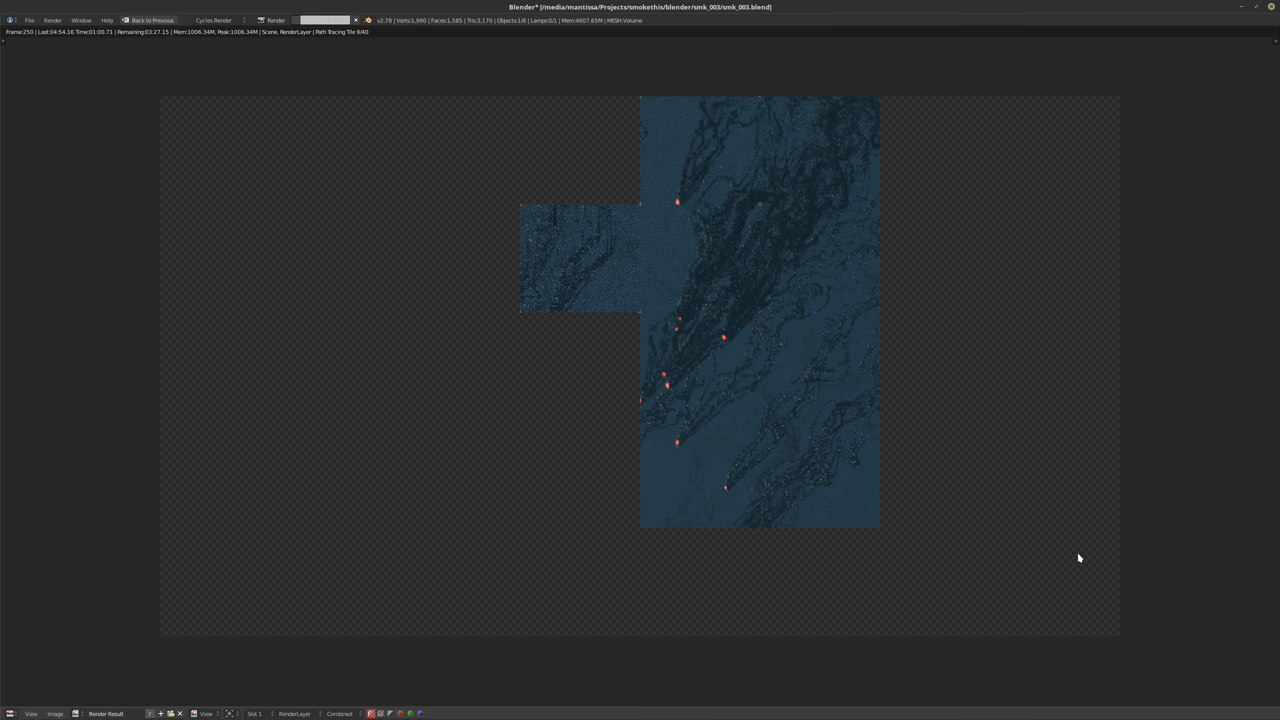 Blender* [/media/mantissa/Projects/smokethis/blender/smk_003/smk_003.blend]
File Render Window Help Back to Previous Cycles Render Render v2.78 | Verts:1,990 | Faces:1,585 | Tris:3,170 | Objects:1/8 | Lamps:0/1 | Mem:4607.65M | MESH.Volume
Frame:250 | Last:04:54.16 Time:01:00.71 | Remaining:03:27.15 | Mem:1006.34M, Peak:1006.34M | Scene, RenderLayer | Path Tracing Tile 9/40
View Image Render Result F View Slot 1 RenderLayer Combined